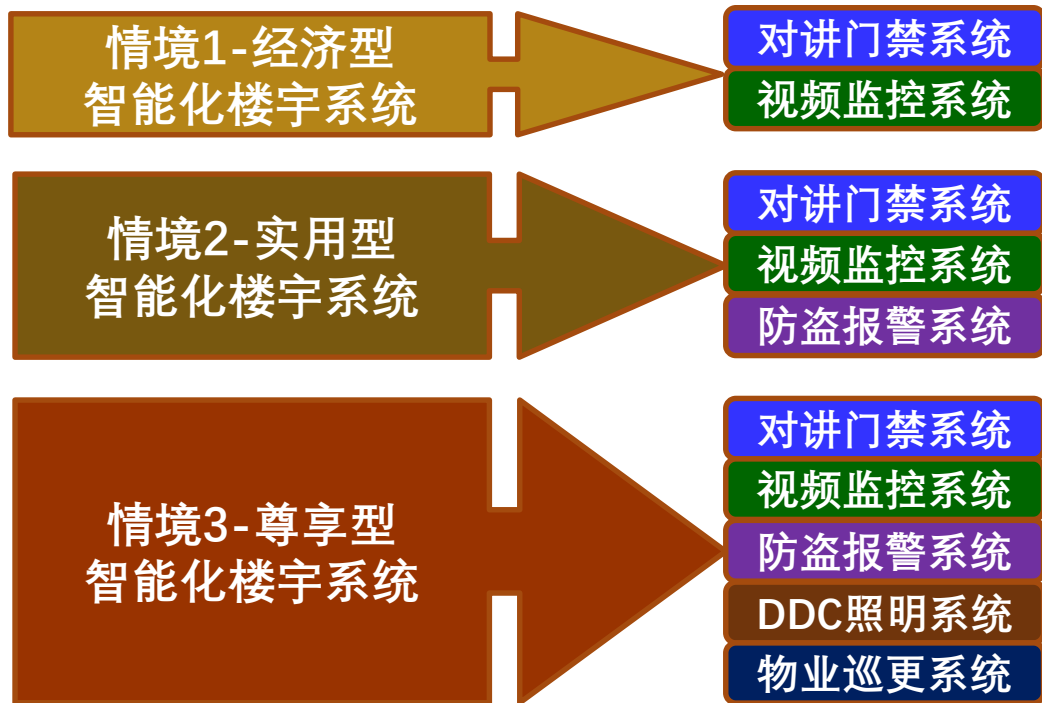 情境1-经济型
智能化楼宇系统
对讲门禁系统
视频监控系统
情境2-实用型
智能化楼宇系统
对讲门禁系统
视频监控系统
防盗报警系统
情境3-尊享型
智能化楼宇系统
对讲门禁系统
视频监控系统
防盗报警系统
DDC照明系统
物业巡更系统